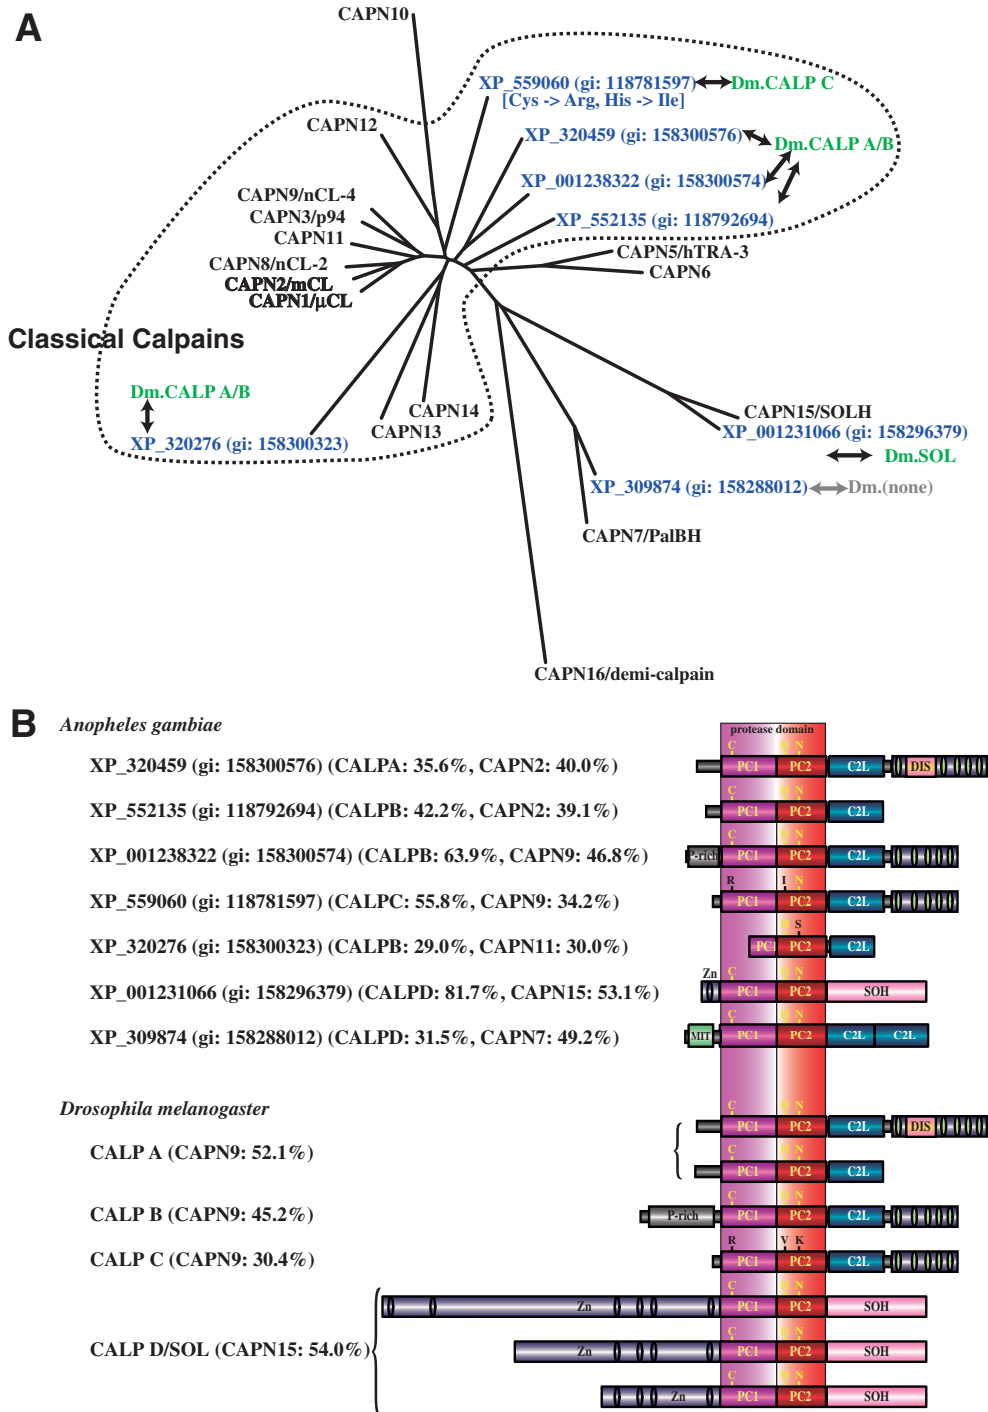 A
CAPN10
XP_559060 (gi: 118781597)
Dm.CALP C
[Cys -> Arg, His -> Ile]
CAPN12
XP_320459 (gi: 158300576)
Dm.CALP A/B
XP_001238322 (gi: 158300574)
CAPN9/nCL-4
CAPN3/p94
XP_552135 (gi: 118792694)
CAPN11
CAPN5/hTRA-3
CAPN8/nCL-2
CAPN6
CAPN2/mCL
CAPN1/μCL
Classical Calpains
Dm.CALP A/B
CAPN14
CAPN15/SOLH
CAPN13
XP_001231066 (gi: 158296379)
XP_320276 (gi: 158300323)
Dm.SOL
XP_309874 (gi: 158288012)
Dm.(none)
CAPN7/PalBH
CAPN16/demi-calpain
B
Anopheles gambiae
protease domain
C H N
XP_320459 (gi: 158300576) (CALPA: 35.6%, CAPN2: 40.0%) PC1 PC2 C2L DIS
C H N
XP_552135 (gi: 118792694) (CALPB: 42.2%, CAPN2: 39.1%) PC1 PC2 C2L
C H N
XP_001238322 (gi: 158300574) (CALPB: 63.9%, CAPN9: 46.8%) P-rich PC1 PC2 C2L
R I N
XP_559060 (gi: 118781597) (CALPC: 55.8%, CAPN9: 34.2%) PC1 PC2 C2L
H S
XP_320276 (gi: 158300323) (CALPB: 29.0%, CAPN11: 30.0%) PC1 PC2 C2L
Zn C H N
XP_001231066 (gi: 158296379) (CALPD: 81.7%, CAPN15: 53.1%) PC1 PC2 SOH
C H N
XP_309874 (gi: 158288012) (CALPD: 31.5%, CAPN7: 49.2%) MIT PC1 PC2 C2L C2L
Drosophila melanogaster
C H N
PC1 PC2 C2L DIS
CALP A (CAPN9: 52.1%)
C H N
PC1 PC2 C2L
C H N
CALP B (CAPN9: 45.2%) P-rich PC1 PC2 C2L
R V K
CALP C (CAPN9: 30.4%) PC1 PC2 C2L
C H N
Zn PC1 PC2 SOH
C H N
CALP D/SOL (CAPN15: 54.0%) Zn PC1 PC2 SOH
C H N
Zn PC1 PC2 SOH